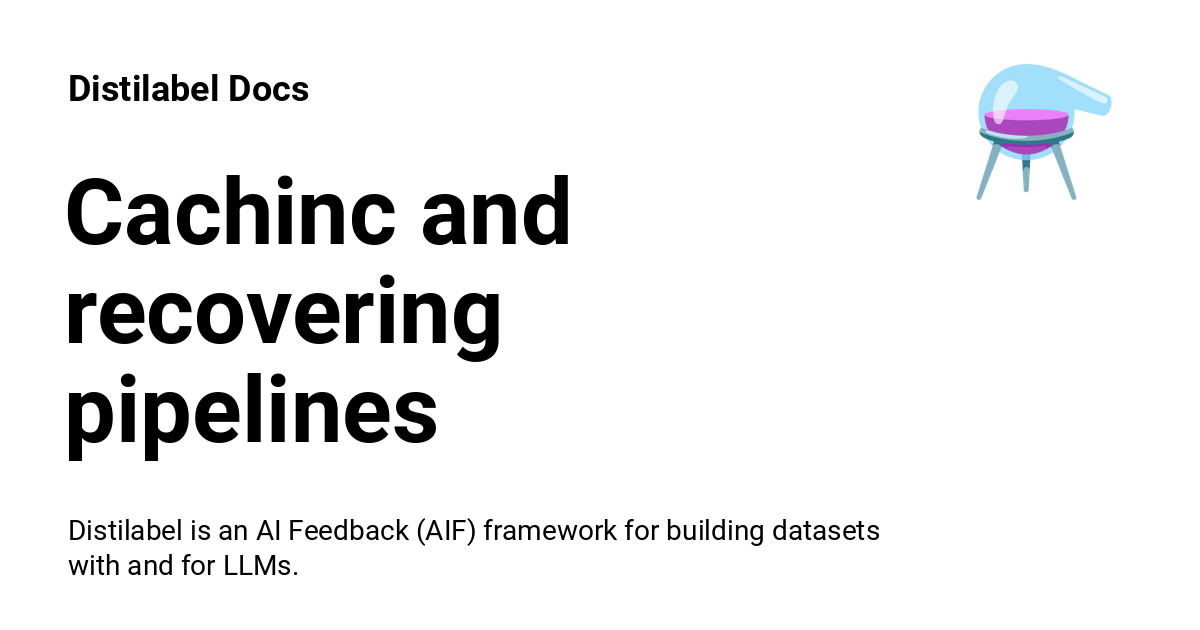 Distilabel Docs
Cachinc and
recovering
pipelines
Distilabel is an AI Feedback (AIF) framework for building datasets
with and for LLMs.